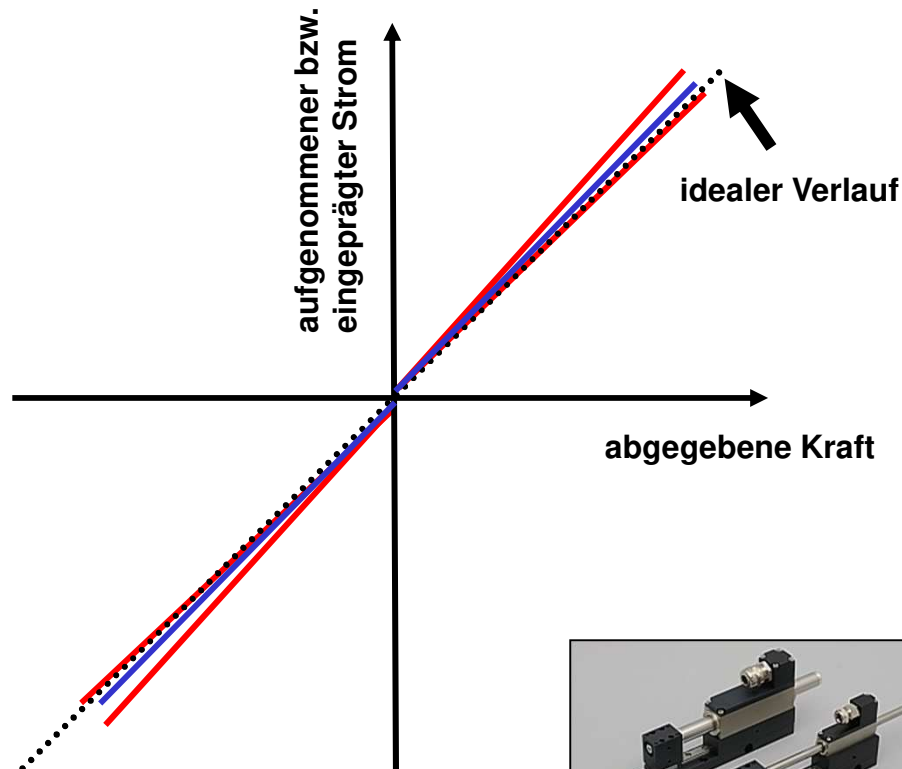 aufgenommener bzw.
eingeprägter Strom
idealer Verlauf
abgegebene Kraft